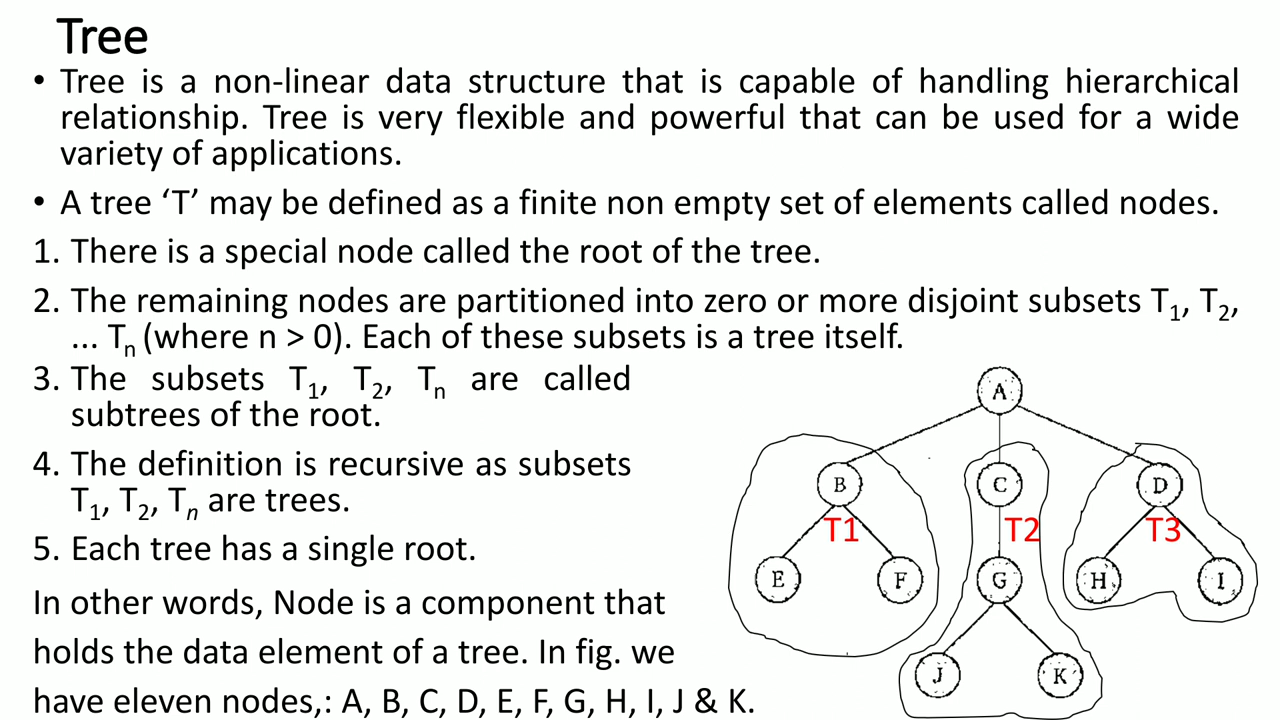 Tree
• Tree is a non-linear data structure that is capable of handling hierarchical
relationship. Tree is very flexible and powerful that can be used for a wide
variety of applications.
• A tree ‘T’ may be defined as a finite non empty set of elements called nodes.
1. There is a special node called the root of the tree.
2. The remaining nodes are partitioned into zero or more disjoint subsets T1, T2,
... Tn (where n > 0). Each of these subsets is a tree itself.
3. The subsets T1, T2, Tn are called
subtrees of the root.
4. The definition is recursive as subsets
T1, T2, Tn are trees.
5. Each tree has a single root.
In other words, Node is a component that
holds the data element of a tree. In fig. we
have eleven nodes,: A, B, C, D, E, F, G, H, I, J & K.
A
B C D
T1 T2 T3
E F G H I
J K